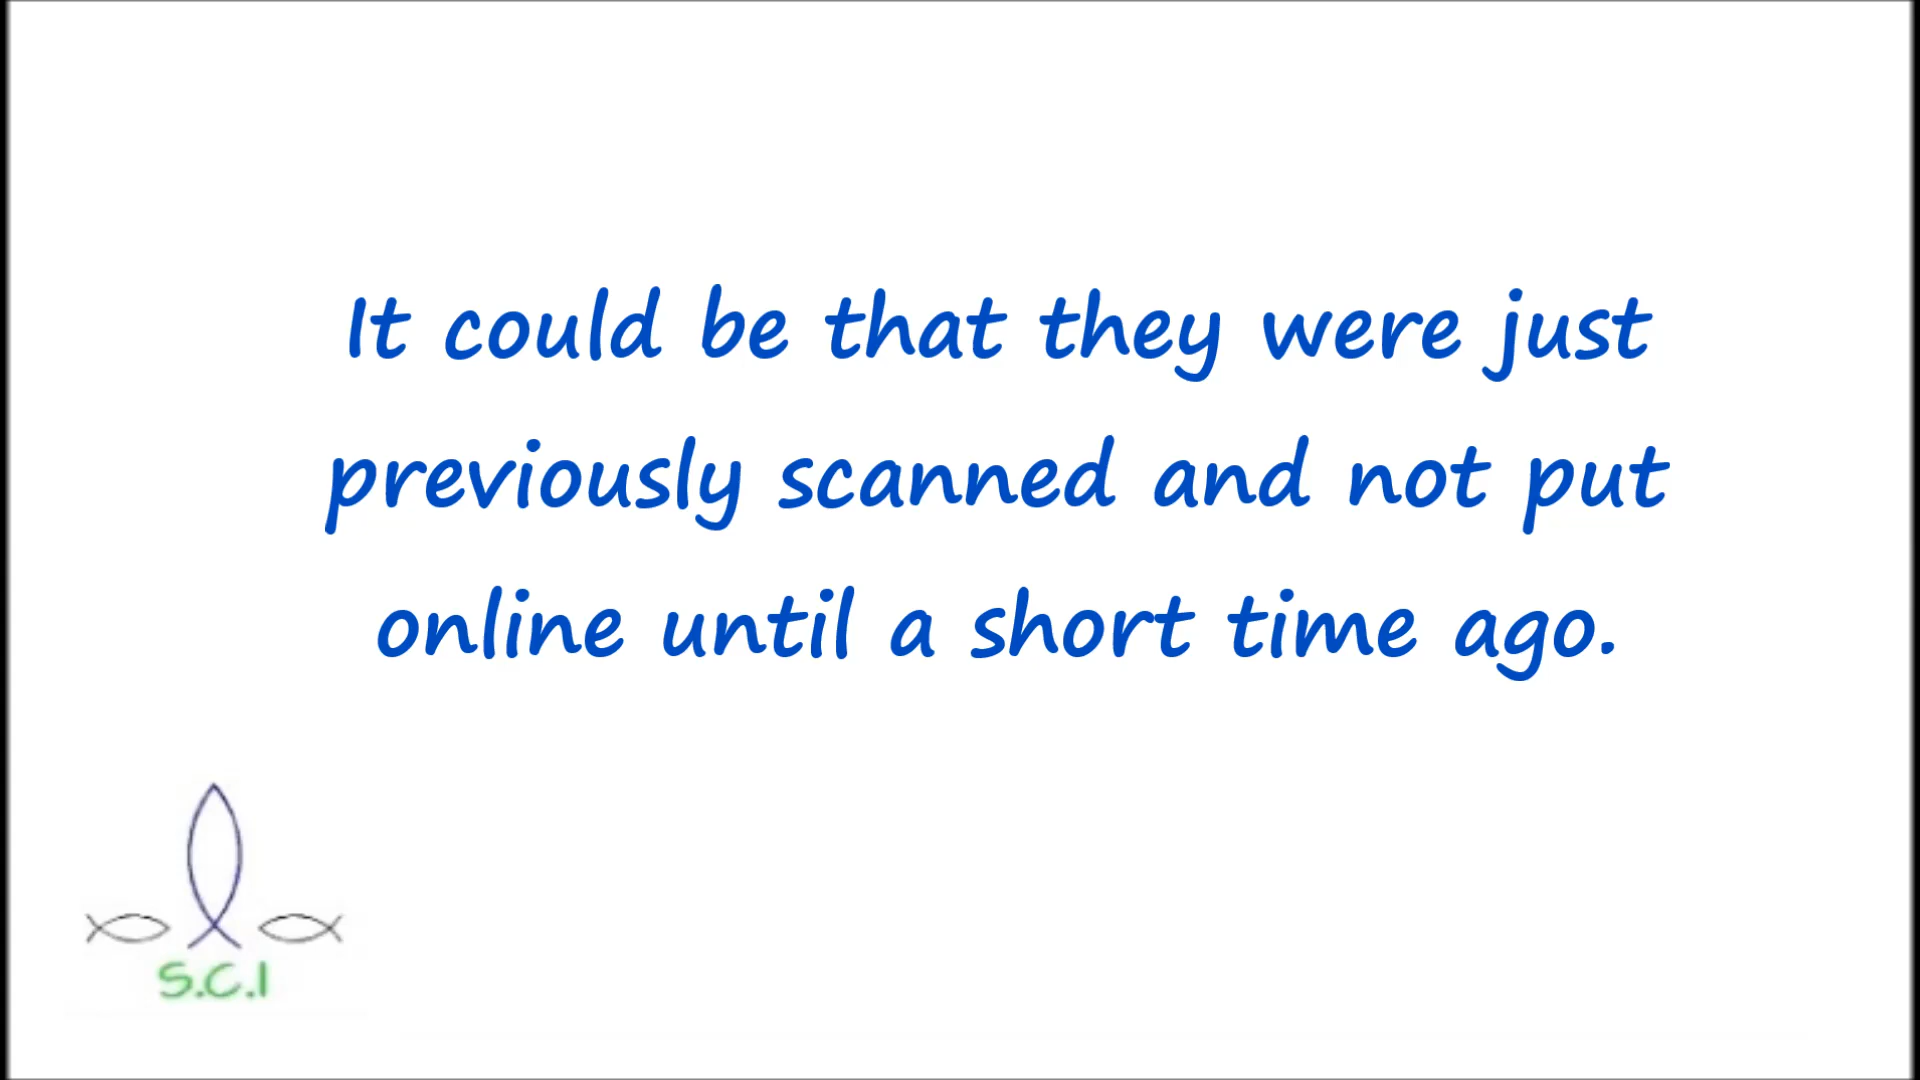 It could be that they were just
previously scanned and not put
online until a short time ago.
S.C.I